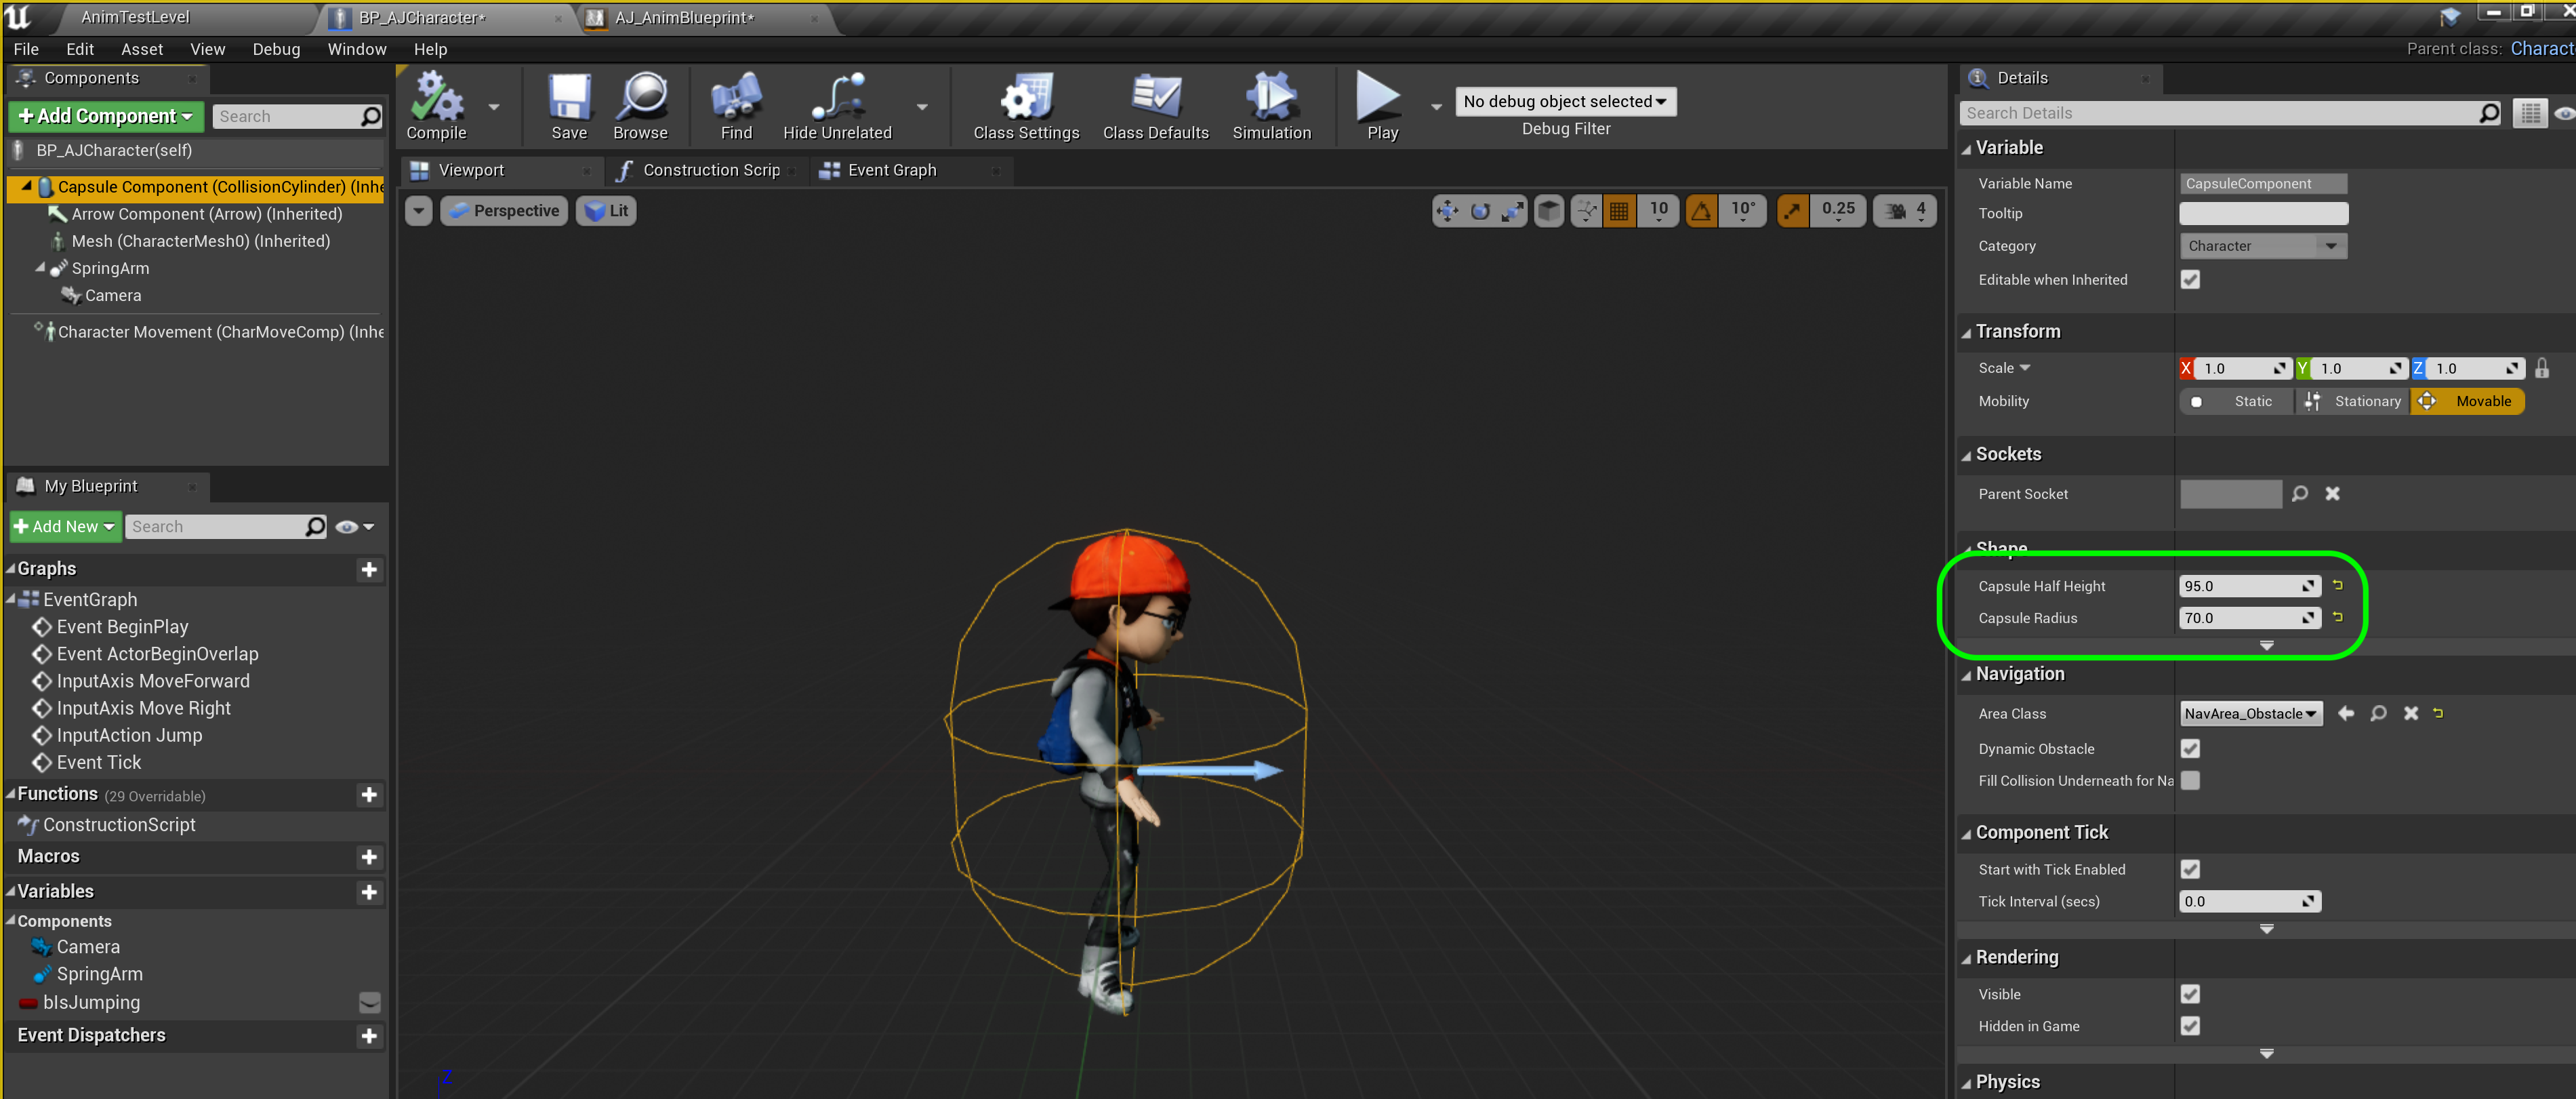 AnimTestLevel
BP_AJCharacter*
AJ_AnimBlueprint*
File Edit Asset View Debug Window Help
Parent class: Charact
Components
+Add Component
Search
BP_AJCharacter(self)
Capsule Component (CollisionCylinder) (Inhe
Arrow Component (Arrow) (Inherited)
Mesh (CharacterMesh0) (Inherited)
SpringArm
Camera
Character Movement (CharMoveComp) (Inhe
My Blueprint
+Add New
Search
Graphs
EventGraph
Event BeginPlay
Event ActorBeginOverlap
InputAxis MoveForward
InputAxis Move Right
InputAction Jump
Event Tick
Functions (29 Overridable)
ConstructionScript
Macros
Variables
Components
Camera
SpringArm
bIsJumping
Event Dispatchers
Compile
Save
Browse
Find
Hide Unrelated
Class Settings
Class Defaults
Simulation
Play
No debug object selected
Debug Filter
Viewport
Construction Scrip
Event Graph
Perspective
Lit
10
10°
0.25
4
Z
Details
Search Details
Variable
Variable Name CapsuleComponent
Tooltip
Category Character
Editable when Inherited
Transform
Scale X 1.0 Y 1.0 Z 1.0
Mobility Static Stationary Movable
Sockets
Parent Socket
Shape
Capsule Half Height 95.0
Capsule Radius 70.0
Navigation
Area Class NavArea_Obstacle
Dynamic Obstacle
Fill Collision Underneath for Na
Component Tick
Start with Tick Enabled
Tick Interval (secs) 0.0
Rendering
Visible
Hidden in Game
Physics